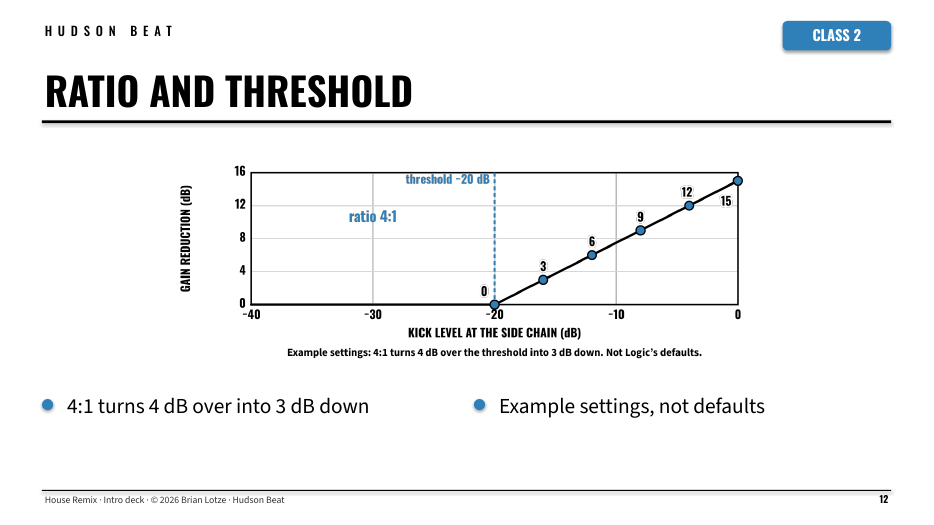 HUDSON BEAT
CLASS 2
RATIO AND THRESHOLD
16
threshold −20 dB
12
15
12
ratio 4:1
9
8
6
4
3
0
0
GAIN REDUCTION (dB)
−40
−30
−20
−10
0
KICK LEVEL AT THE SIDE CHAIN (dB)
Example settings: 4:1 turns 4 dB over the threshold into 3 dB down. Not Logic's defaults.
4:1 turns 4 dB over into 3 dB down
Example settings, not defaults
House Remix · Intro deck · © 2026 Brian Lotze · Hudson Beat
12